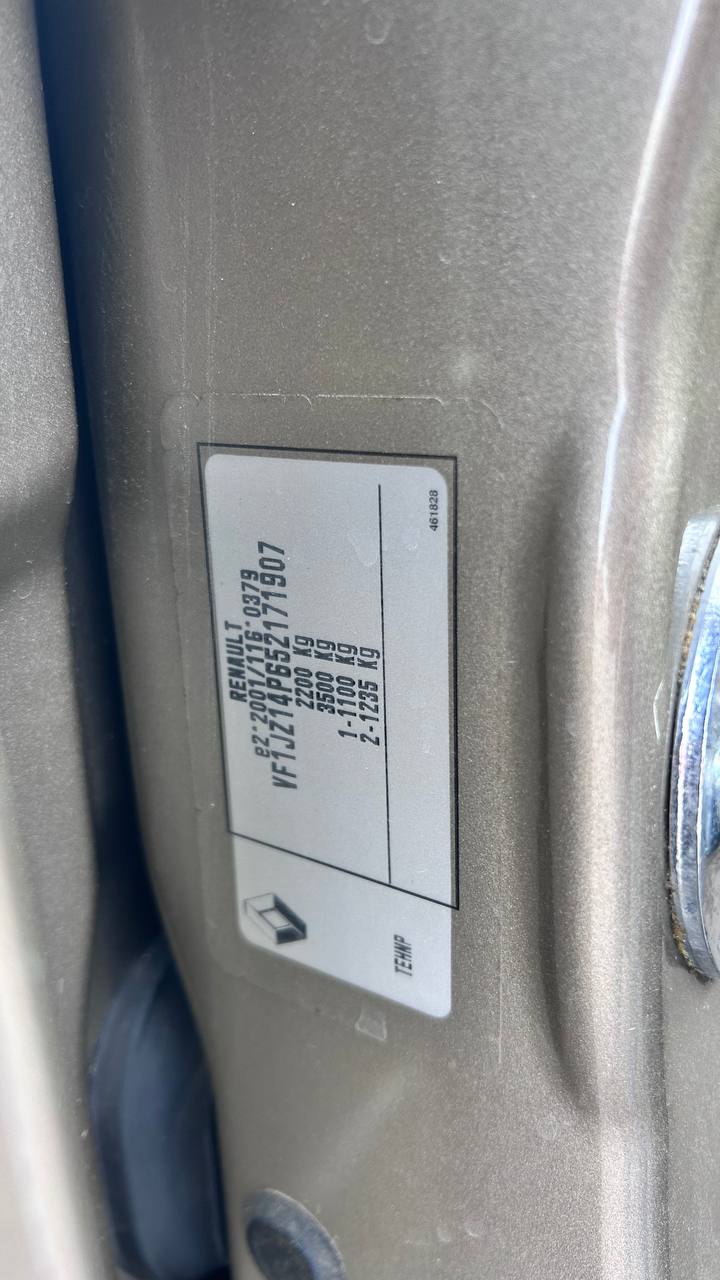 RENAULT
e2*2001/116*0379
VF1JZ14P652171907
2200 Kg
3500 Kg
1-1100 Kg
2-1235 Kg
461828
TEHNP